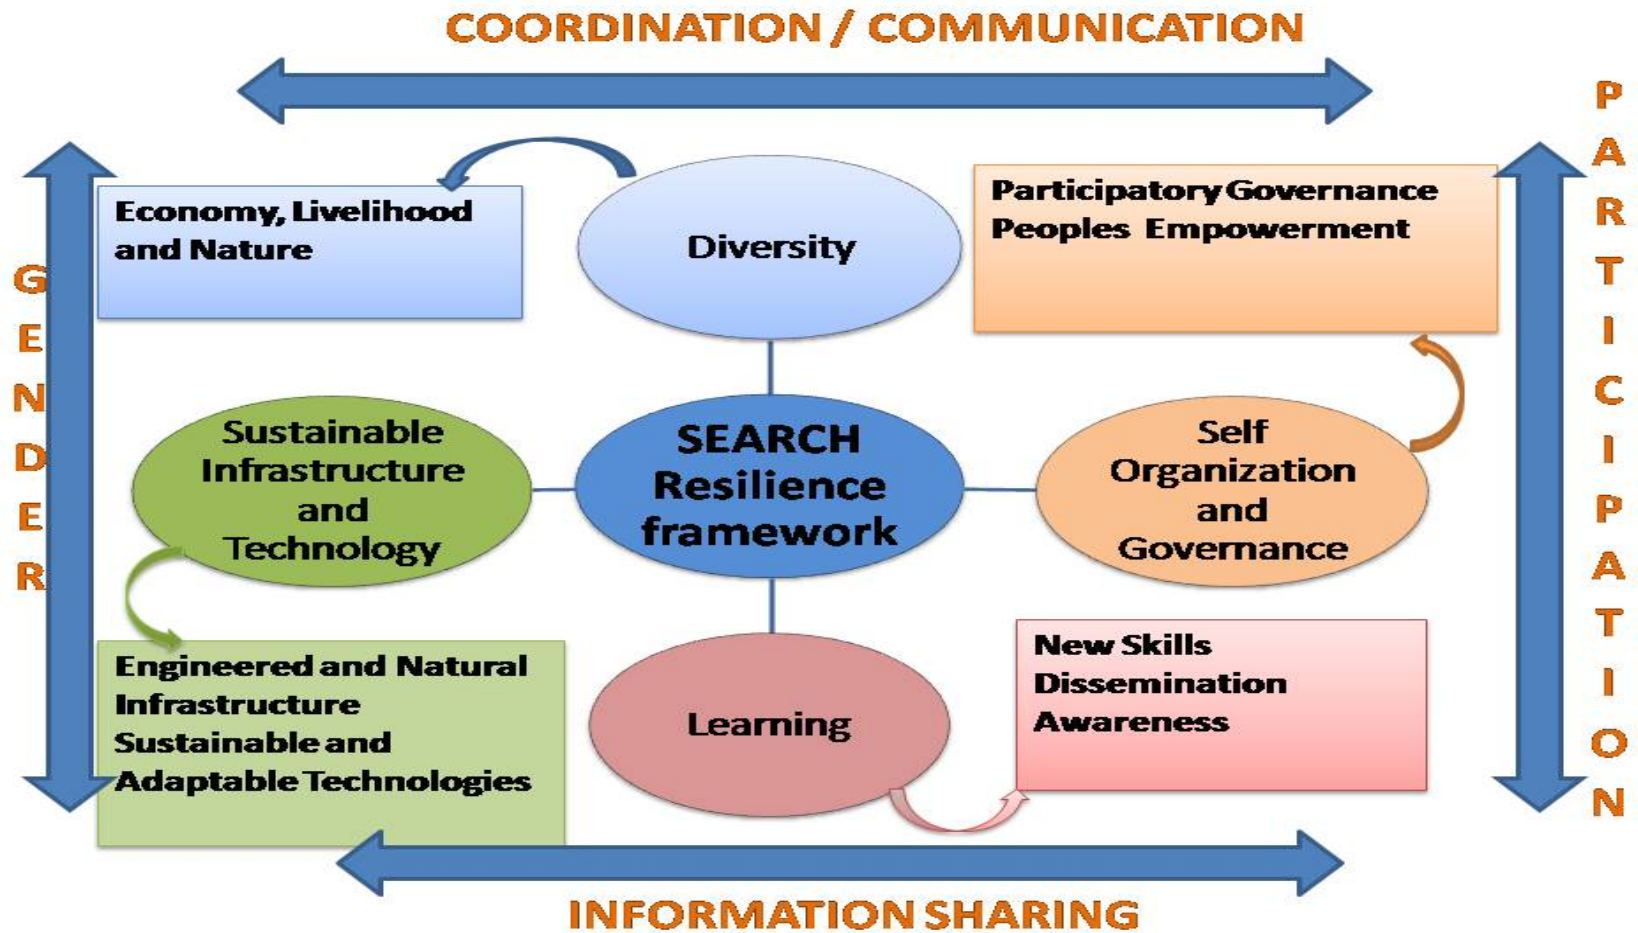 COORDINATION / COMMUNICATION
GENDER
PARTICIPATION
Economy, Livelihood
and Nature
Diversity
Participatory Governance
Peoples Empowerment
Sustainable
Infrastructure
and
Technology
SEARCH
Resilience
framework
Self
Organization
and
Governance
Engineered and Natural
Infrastructure
Sustainable and
Adaptable Technologies
Learning
New Skills
Dissemination
Awareness
INFORMATION SHARING